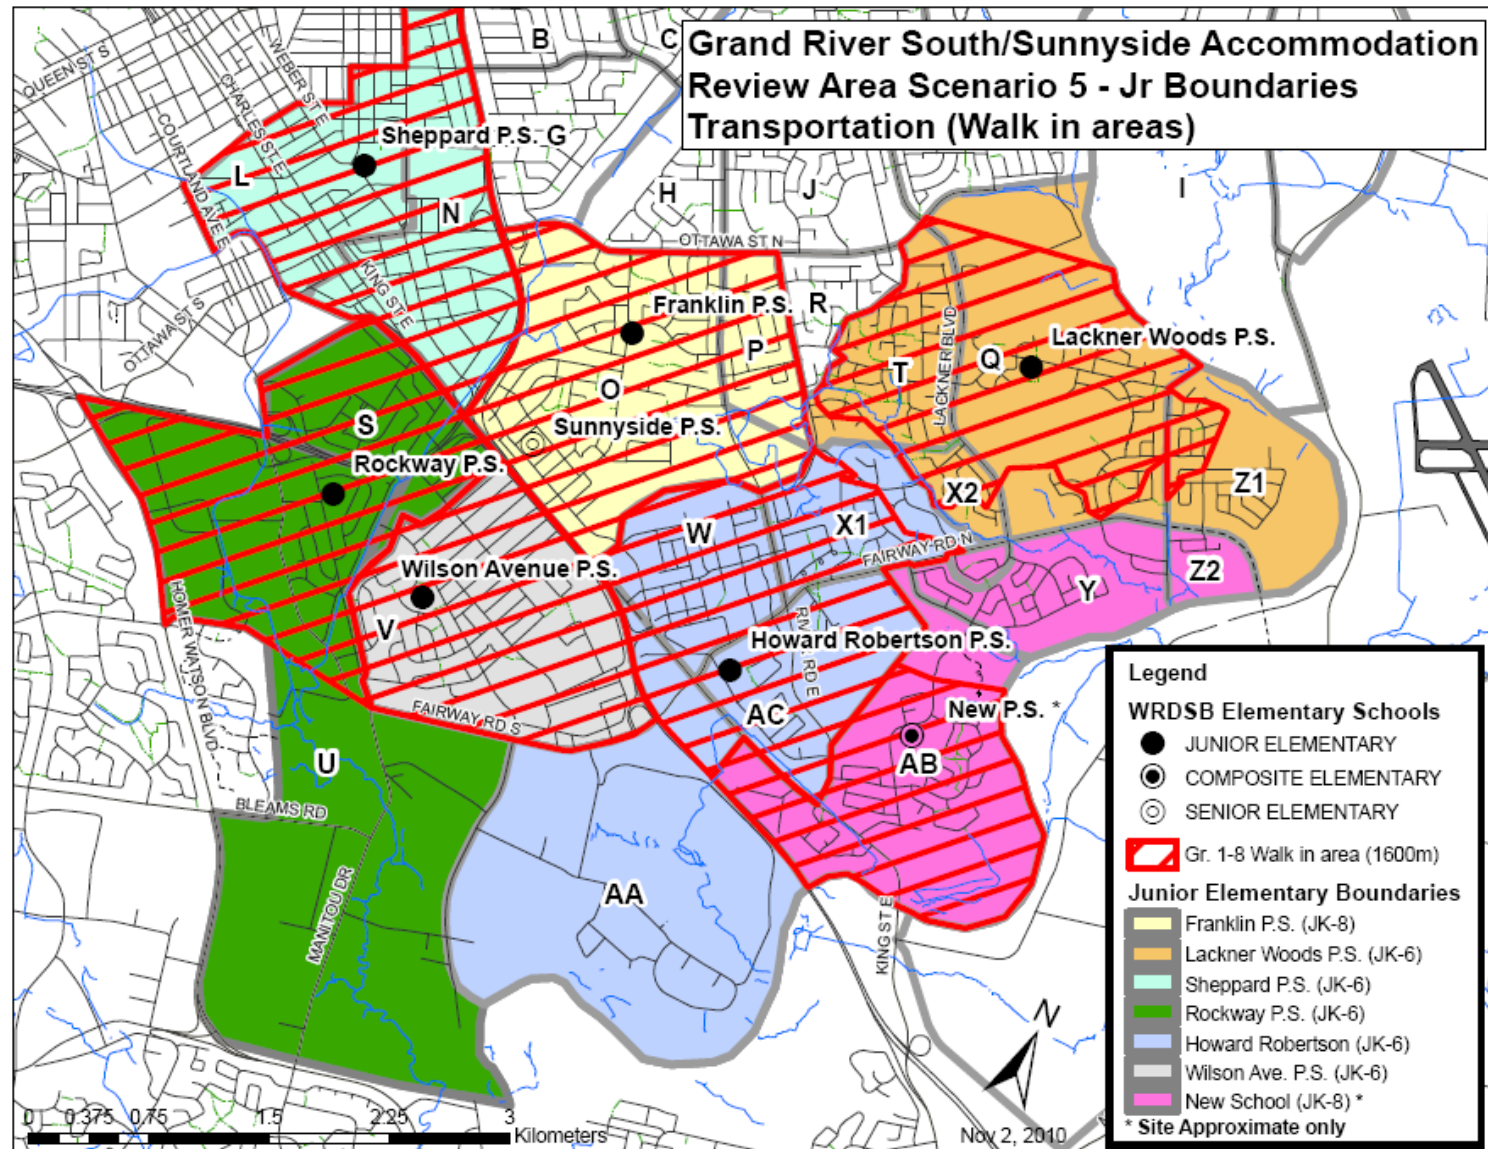 Grand River South/Sunnyside Accommodation
Review Area Scenario 5 - Jr Boundaries
Transportation (Walk in areas)
B
C
QUEEN ST S
WEBER ST E
CHARLES ST E
COURTLAND AVE E
Sheppard P.S.
G
L
N
H
J
I
OTTAWA ST N
KING ST E
OTTAWA ST S
Franklin P.S.
R
P
O
LACKNER BLVD
Lackner Woods P.S.
T
Q
S
Sunnyside P.S.
Rockway P.S.
Z1
X2
X1
W
FAIRWAY RD N
Wilson Avenue P.S.
Y
Z2
V
HOMER WATSON BLVD
Howard Robertson P.S.
RD E
FAIRWAY RD S
AC
New P.S. *
AB
U
BLEAMS RD
MANITOU DR
AA
KING ST E
N
Legend
WRDSB Elementary Schools
JUNIOR ELEMENTARY
COMPOSITE ELEMENTARY
SENIOR ELEMENTARY
Gr. 1-8 Walk in area (1600m)
Junior Elementary Boundaries
Franklin P.S. (JK-8)
Lackner Woods P.S. (JK-6)
Sheppard P.S. (JK-6)
Rockway P.S. (JK-6)
Howard Robertson (JK-6)
Wilson Ave. P.S. (JK-6)
New School (JK-8) *
* Site Approximate only
0 0.375 0.75 1.5 2.25 3
Kilometers
Nov 2, 2010